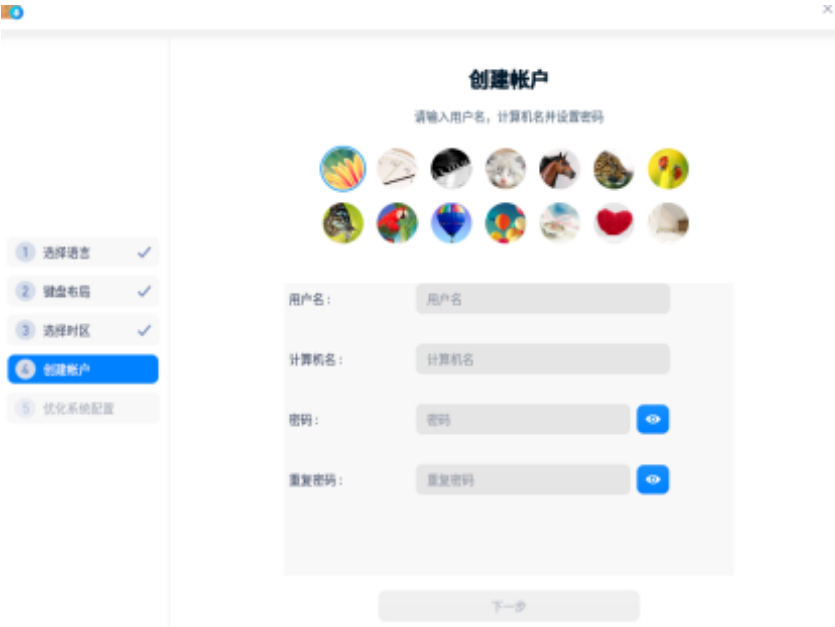 创建帐户
请输入用户名，计算机名并设置密码
1 选择语言
2 键盘布局
3 选择时区
4 创建帐户
5 优化系统配置
用户名：
用户名
计算机名：
计算机名
密码：
密码
重复密码：
重复密码
下一步